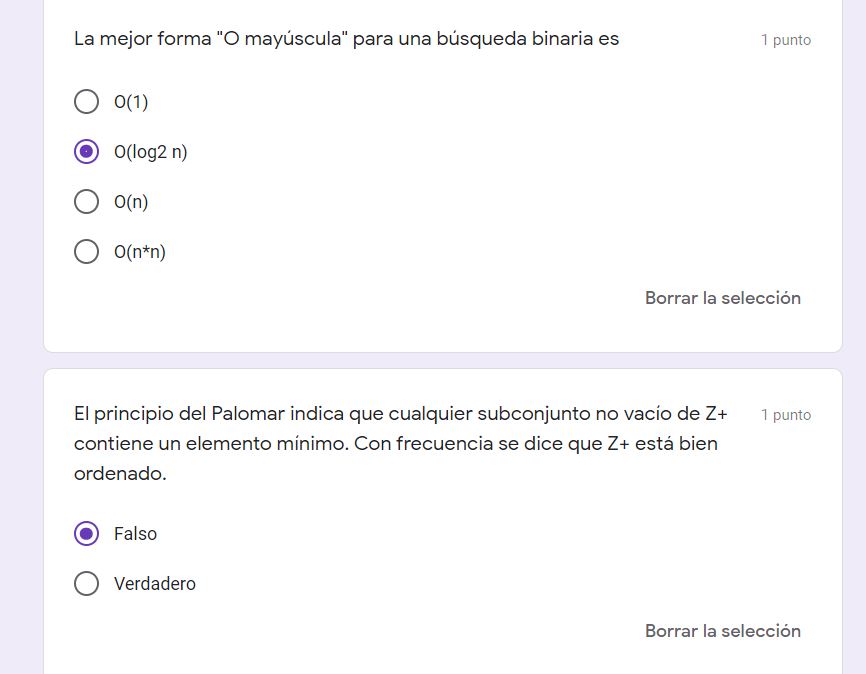 La mejor forma "O mayúscula" para una búsqueda binaria es
1 punto
O(1)
O(log2 n)
O(n)
O(n*n)
Borrar la selección
El principio del Palomar indica que cualquier subconjunto no vacío de Z+
1 punto
contiene un elemento mínimo. Con frecuencia se dice que Z+ está bien
ordenado.
Falso
Verdadero
Borrar la selección